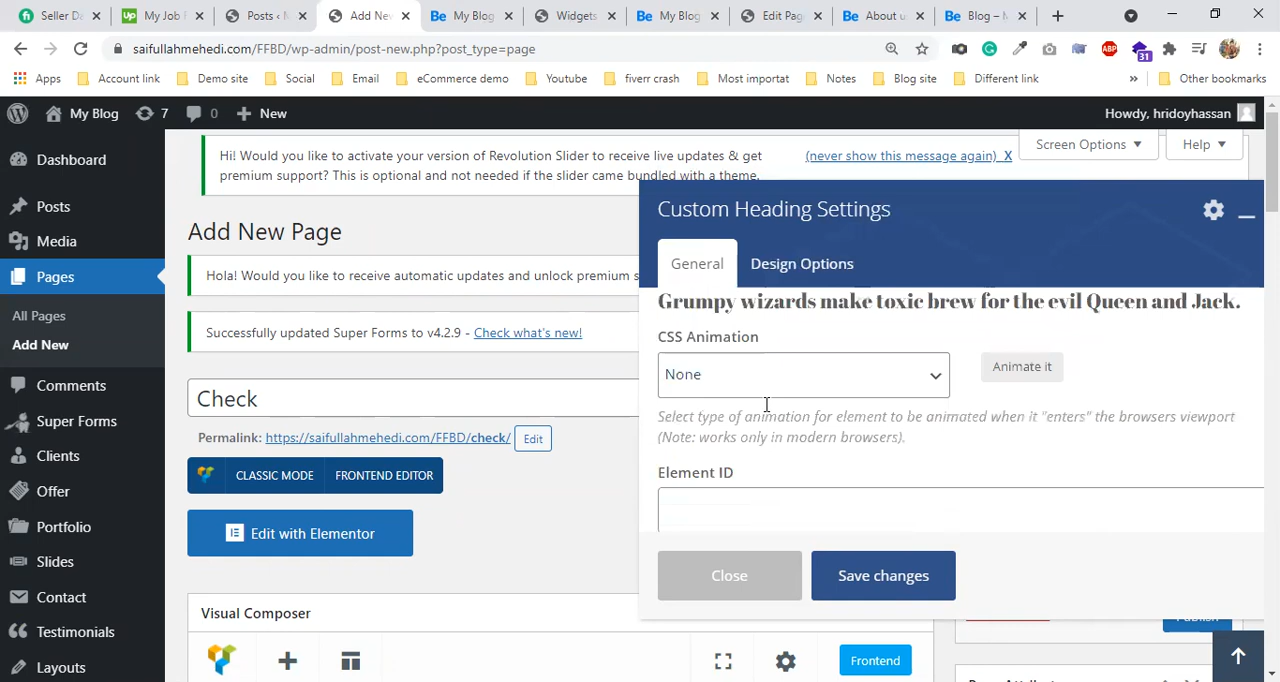 Seller Da
My Job F
Posts ‹ M
Add New
My Blog
Widgets
My Blog
Edit Pag
About u
Blog – M
saifullahmehedi.com/FFBD/wp-admin/post-new.php?post_type=page
ABP
31
Apps
Account link
Demo site
Social
Email
eCommerce demo
Youtube
fiverr crash
Most importat
Notes
Blog site
Different link
»
Other bookmarks
My Blog
7
0
New
Howdy, hridoyhassan
Dashboard
Posts
Media
Pages
All Pages
Add New
Comments
Super Forms
Clients
Offer
Portfolio
Slides
Contact
Testimonials
Layouts
Hi! Would you like to activate your version of Revolution Slider to receive live updates & get
premium support? This is optional and not needed if the slider came bundled with a theme.
(never show this message again) X
Screen Options
Help
Add New Page
Hola! Would you like to receive automatic updates and unlock premium s
Successfully updated Super Forms to v4.2.9 - Check what's new!
Check
Permalink: https://saifullahmehedi.com/FFBD/check/
Edit
CLASSIC MODE
FRONTEND EDITOR
Edit with Elementor
Visual Composer
Frontend
Custom Heading Settings
General
Design Options
Grumpy wizards make toxic brew for the evil Queen and Jack.
CSS Animation
None
Animate it
Select type of animation for element to be animated when it "enters" the browsers viewport
(Note: works only in modern browsers).
Element ID
Close
Save changes
Publish